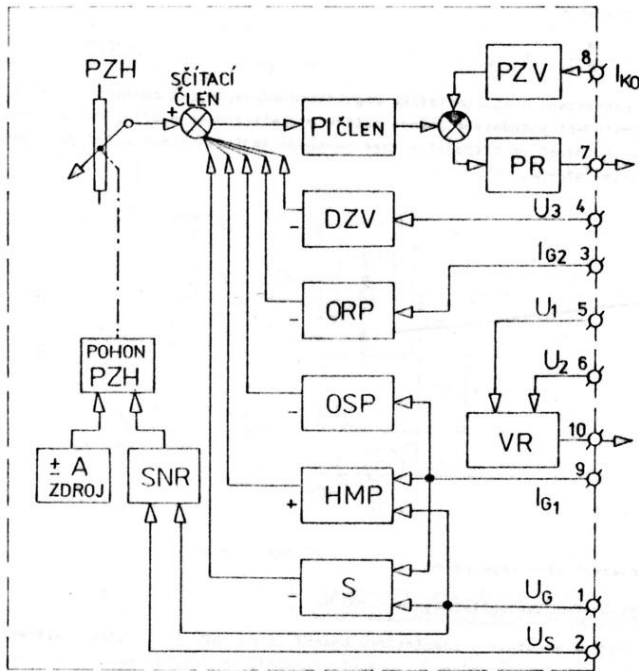 PZH
SČÍTACÍ
ČLEN
+
PI ČLEN
PZV
8
I_KO
PR
7
DZV
-
U_3 4
ORP
-
I_G2 3
U_1 5
U_2 6
VR
10
OSP
-
HMP
+
9
I_G1
S
-
U_G 1
U_S 2
POHON
PZH
± A
ZDROJ
SNR